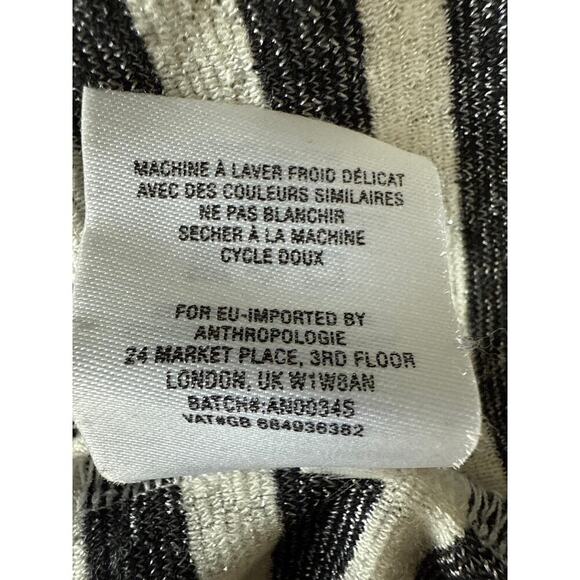 MACHINE À LAVER FROID DÉLICAT
AVEC DES COULEURS SIMILAIRES
NE PAS BLANCHIR
SECHER À LA MACHINE
CYCLE DOUX
FOR EU-IMPORTED BY
ANTHROPOLOGIE
24 MARKET PLACE, 3RD FLOOR
LONDON, UK W1W8AN
BATCH#:AN0034S
VAT#GB 684936382